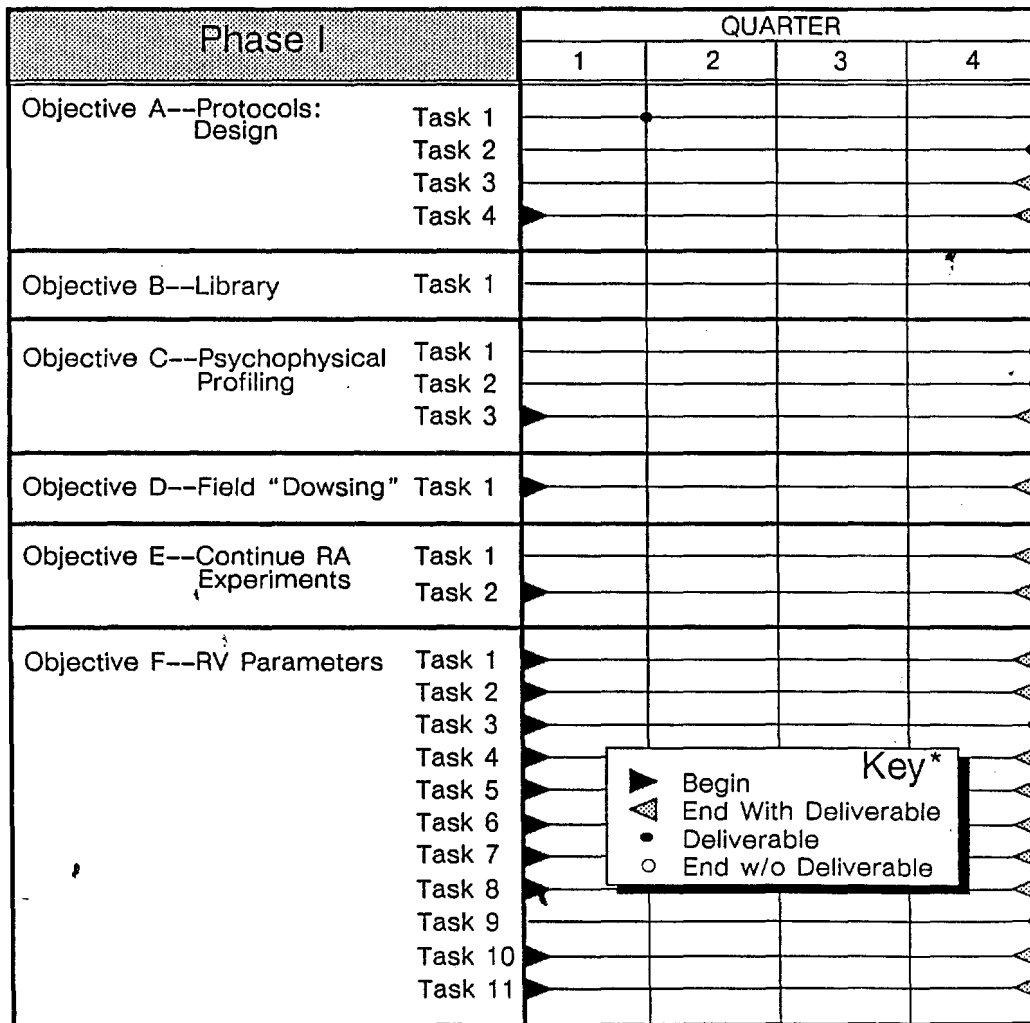 Phase I
QUARTER
1 2 3 4
Objective A--Protocols: Task 1
Design
Task 2
Task 3
Task 4
Objective B--Library Task 1
Objective C--Psychophysical Task 1
Profiling Task 2
Task 3
Objective D--Field “Dowsing” Task 1
Objective E--Continue RA Task 1
Experiments Task 2
Objective F--RV Parameters Task 1
Task 2
Task 3
Task 4
Task 5
Task 6
Task 7
Task 8
Task 9
Task 10
Task 11
Key*
Begin
End With Deliverable
Deliverable
End w/o Deliverable